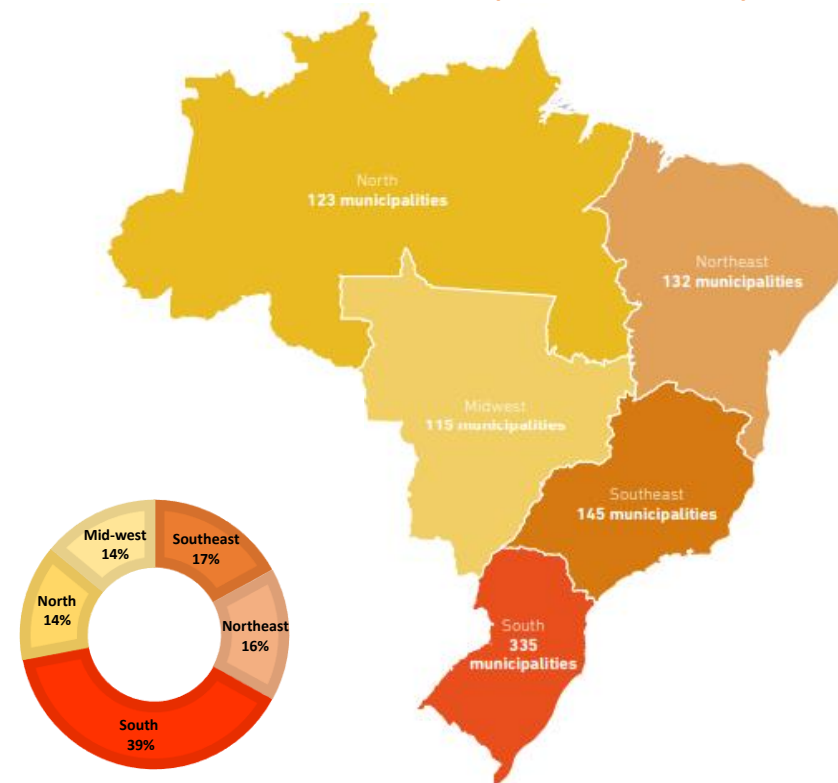 North
123 municipalities
Northeast
132 municipalities
Midwest
115 municipalities
Southeast
145 municipalities
South
335
municipalities
Mid-west
14%
Southeast
17%
North
14%
Northeast
16%
South
39%